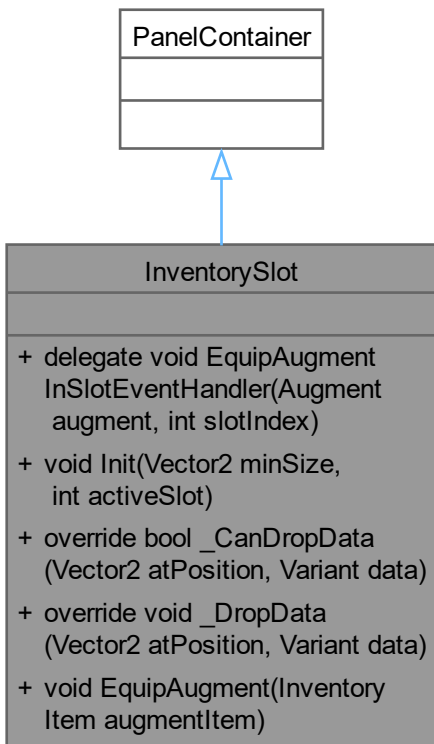 PanelContainer
InventorySlot
+ delegate void EquipAugment
InSlotEventHandler(Augment
augment, int slotIndex)
+ void Init(Vector2 minSize,
int activeSlot)
+ override bool _CanDropData
(Vector2 atPosition, Variant data)
+ override void _DropData
(Vector2 atPosition, Variant data)
+ void EquipAugment(Inventory
Item augmentItem)